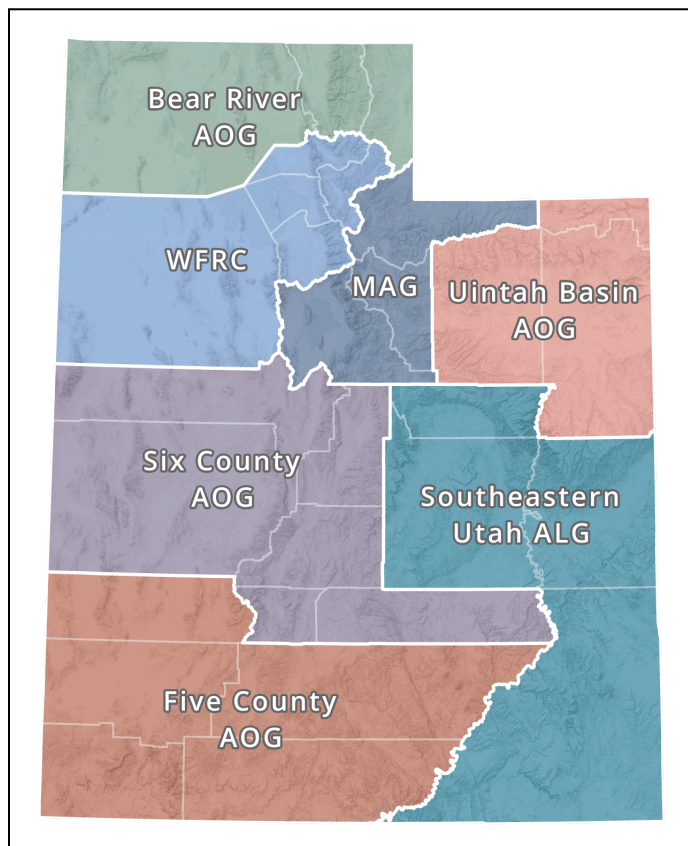 Bear River
AOG
WFRC
MAG
Uintah Basin
AOG
Six County
AOG
Southeastern
Utah ALG
Five County
AOG